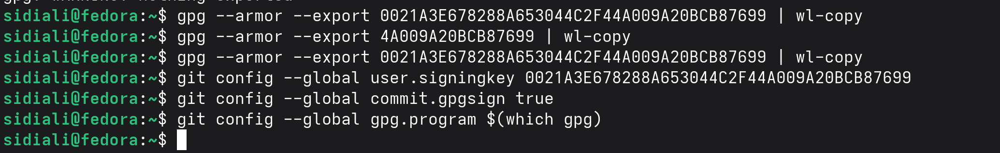 sidiali@fedora:~$ gpg --armor --export 0021A3E678288A653044C2F44A009A20BCB87699 | wl-copy
sidiali@fedora:~$ gpg --armor --export 4A009A20BCB87699 | wl-copy
sidiali@fedora:~$ gpg --armor --export 0021A3E678288A653044C2F44A009A20BCB87699 | wl-copy
sidiali@fedora:~$ git config --global user.signingkey 0021A3E678288A653044C2F44A009A20BCB87699
sidiali@fedora:~$ git config --global commit.gpgsign true
sidiali@fedora:~$ git config --global gpg.program $(which gpg)
sidiali@fedora:~$